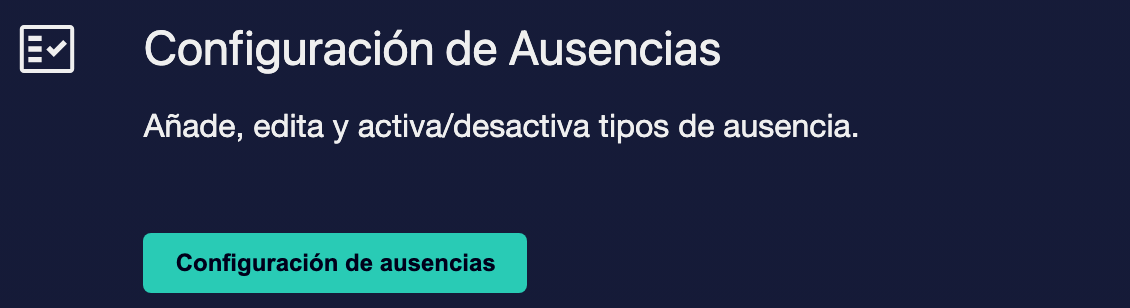 Configuración de Ausencias
Añade, edita y activa/desactiva tipos de ausencia.
Configuración de ausencias